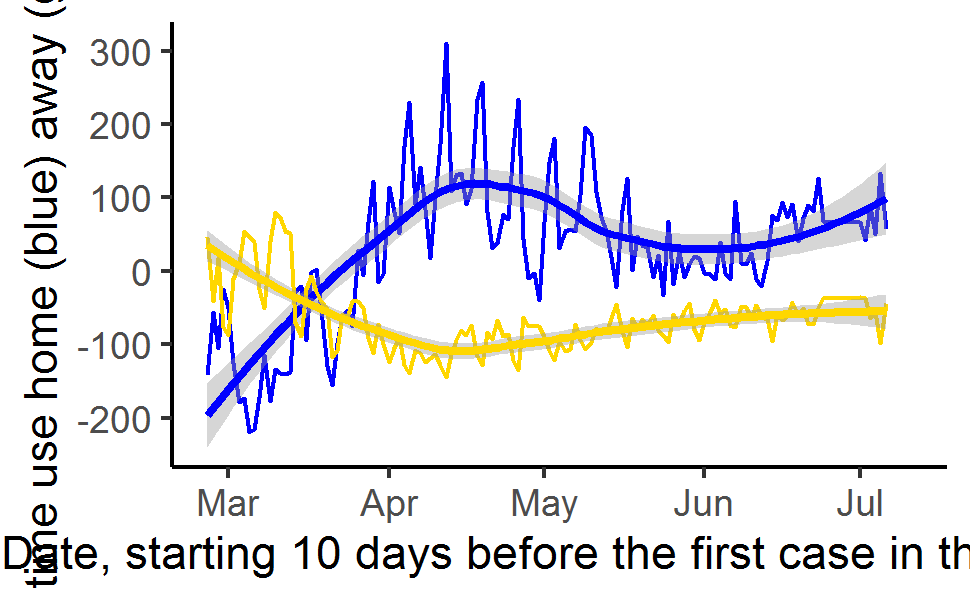 time use home (blue) away (
300
200
100
0
-100
-200
Mar Apr May Jun Jul
Date, starting 10 days before the first case in th